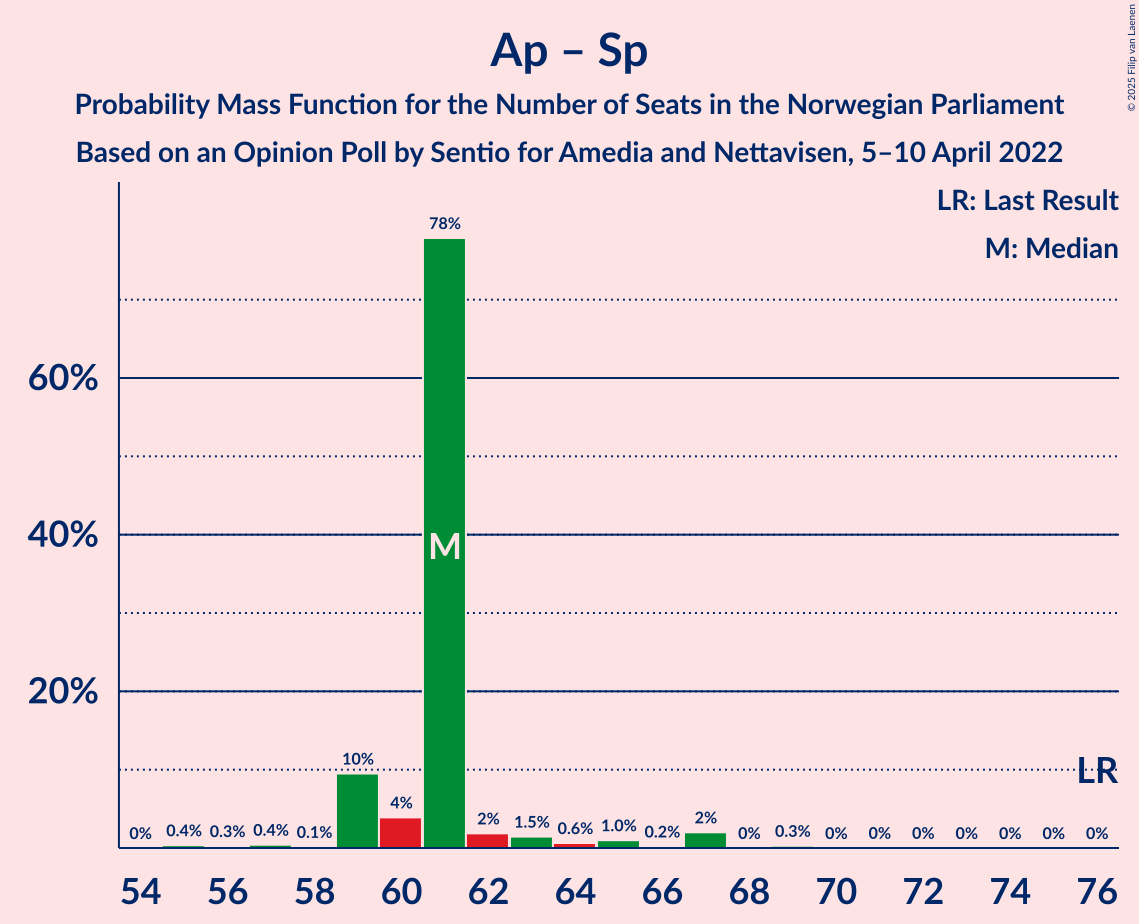 Ap – Sp
Probability Mass Function for the Number of Seats in the Norwegian Parliament
Based on an Opinion Poll by Sentio for Amedia and Nettavisen, 5–10 April 2022
© 2025 Filip van Laenen
LR: Last Result
M: Median
60%
40%
20%
0% 0.4% 0.3% 0.4% 0.1% 10% 4% 78% 2% 1.5% 0.6% 1.0% 0.2% 2% 0% 0.3% 0% 0% 0% 0% 0% 0% 0%
M
LR
54 56 58 60 62 64 66 68 70 72 74 76